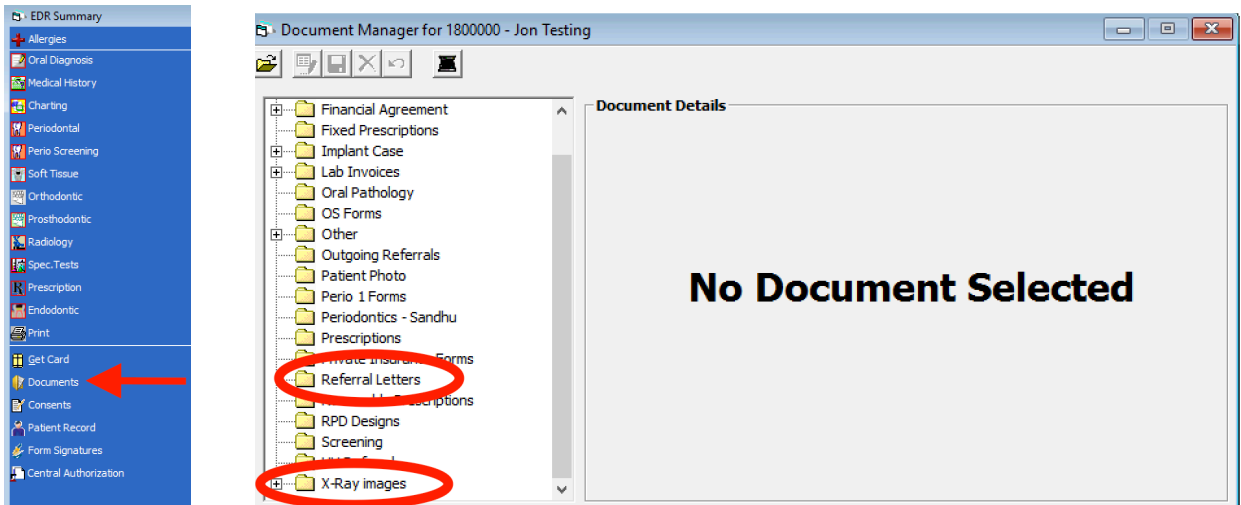 EDR Summary
Allergies
Oral Diagnosis
Medical History
Charting
Periodontal
Perio Screening
Soft Tissue
Orthodontic
Prosthodontic
Radiology
Spec.Tests
Prescription
Endodontic
Print
Get Card
Documents
Consents
Patient Record
Form Signatures
Central Authorization
Document Manager for 1800000 - Jon Testing
Financial Agreement
Fixed Prescriptions
Implant Case
Lab Invoices
Oral Pathology
OS Forms
Other
Outgoing Referrals
Patient Photo
Perio 1 Forms
Periodontics - Sandhu
Prescriptions
Private Insurance Forms
Referral Letters
Prescriptions
RPD Designs
Screening
X-Ray images
Document Details
No Document Selected